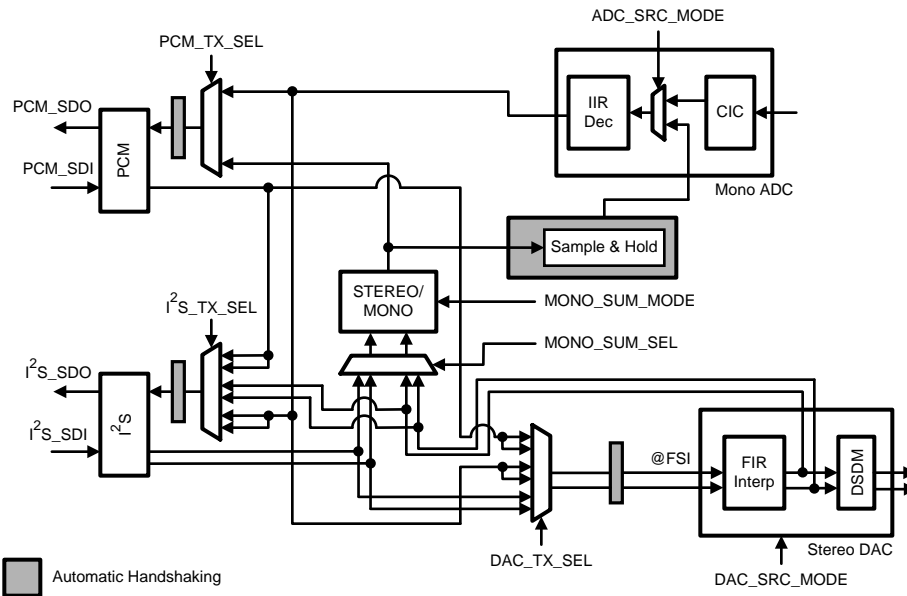 ADC_SRC_MODE
PCM_TX_SEL
PCM_SDO
PCM_SDI
PCM
IIR
Dec
CIC
Mono ADC
Sample & Hold
STEREO/
MONO
MONO_SUM_MODE
MONO_SUM_SEL
I²S_TX_SEL
I²S_SDO
I²S_SDI
I²S
@FSI
FIR
Interp
DSDM
Stereo DAC
DAC_TX_SEL
DAC_SRC_MODE
Automatic Handshaking